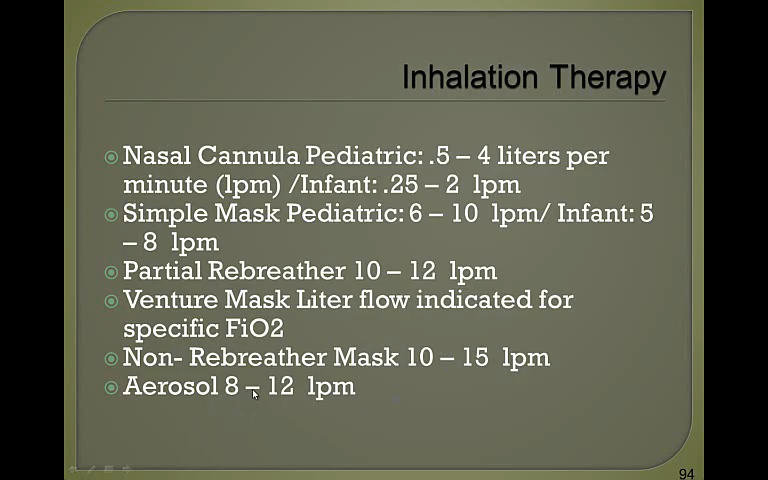 Inhalation Therapy
Nasal Cannula Pediatric: .5 – 4 liters per
minute (lpm) /Infant: .25 – 2 lpm
Simple Mask Pediatric: 6 – 10 lpm/ Infant: 5
– 8 lpm
Partial Rebreather 10 – 12 lpm
Venture Mask Liter flow indicated for
specific FiO2
Non- Rebreather Mask 10 – 15 lpm
Aerosol 8 – 12 lpm
94